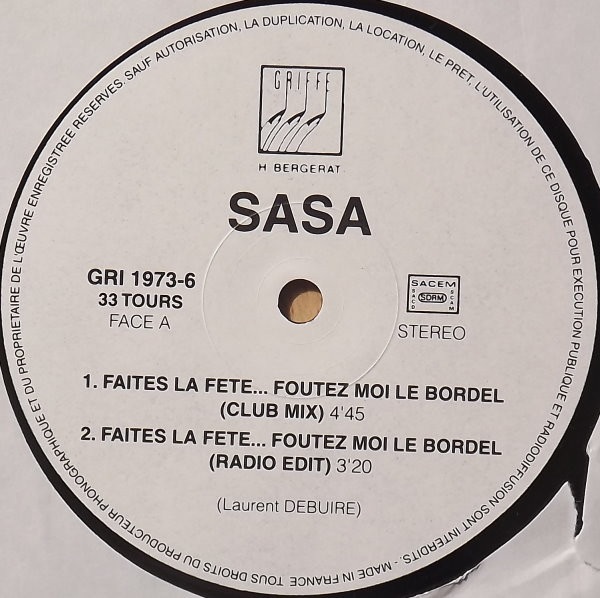 TOUS DROITS DU PRODUCTEUR PHONOGRAPHIQUE ET DU PROPRIETAIRE DE L'ŒUVRE ENREGISTREE RESERVES. SAUF AUTORISATION, LA DUPLICATION, LA LOCATION, LE PRET, L'UTILISATION DE CE DISQUE POUR EXECUTION PUBLIQUE ET RADIODIFFUSION SONT INTERDITS. - MADE IN FRANCE
GRIFFE
H BERGERAT
SASA
GRI 1973-6
33 TOURS
FACE A
SACEM
SACD SDRM SCAM
STEREO
1. FAITES LA FETE... FOUTEZ MOI LE BORDEL
(CLUB MIX) 4'45
2. FAITES LA FETE... FOUTEZ MOI LE BORDEL
(RADIO EDIT) 3'20
(Laurent DEBUIRE)